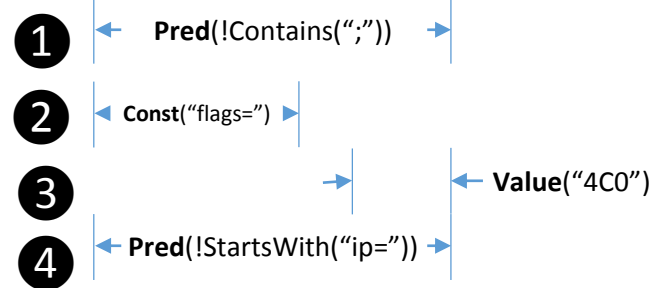 1 Pred(!Contains(“;”))
2 Const(“flags=”)
3 Value(“4C0”)
4 Pred(!StartsWith(“ip=”))